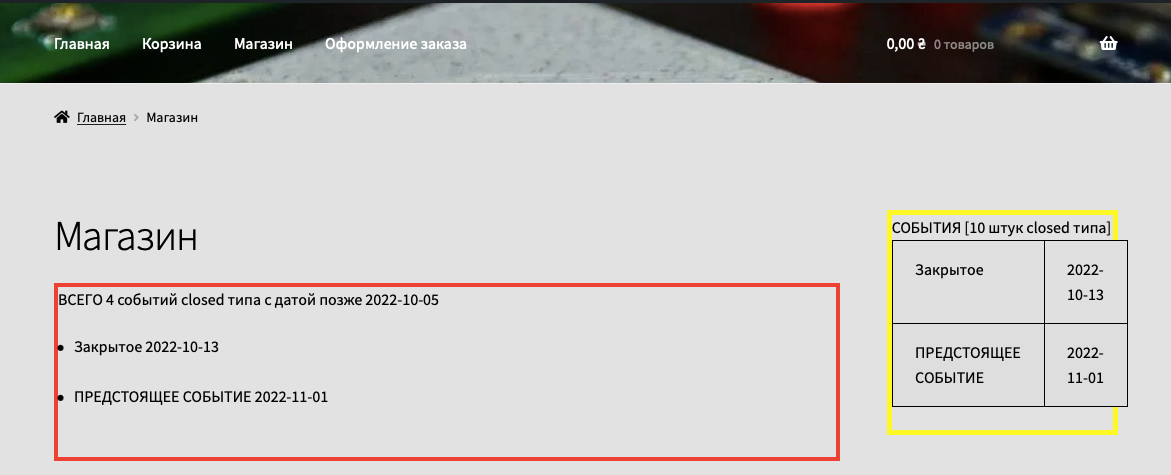 Главная Корзина Магазин Оформление заказа 0,00 ₴ 0 товаров
Главная > Магазин
Магазин
ВСЕГО 4 событий closed типа с датой позже 2022-10-05
Закрытое 2022-10-13
ПРЕДСТОЯЩЕЕ СОБЫТИЕ 2022-11-01
СОБЫТИЯ [10 штук closed типа]
Закрытое 2022-
10-13
ПРЕДСТОЯЩЕЕ 2022-
СОБЫТИЕ 11-01